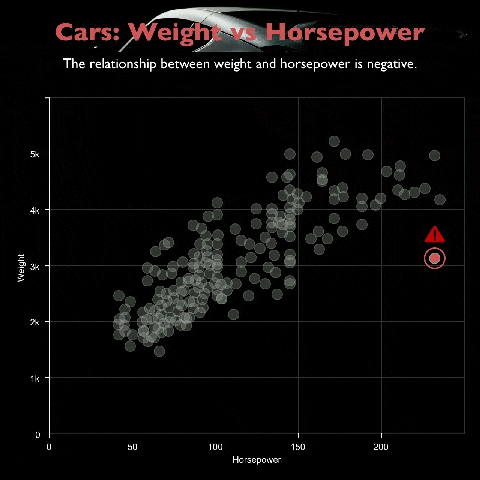 Cars: Weight vs Horsepower
The relationship between weight and horsepower is negative.
5k
4k
3k
2k
1k
0
Weight
0
50
100
150
200
Horsepower